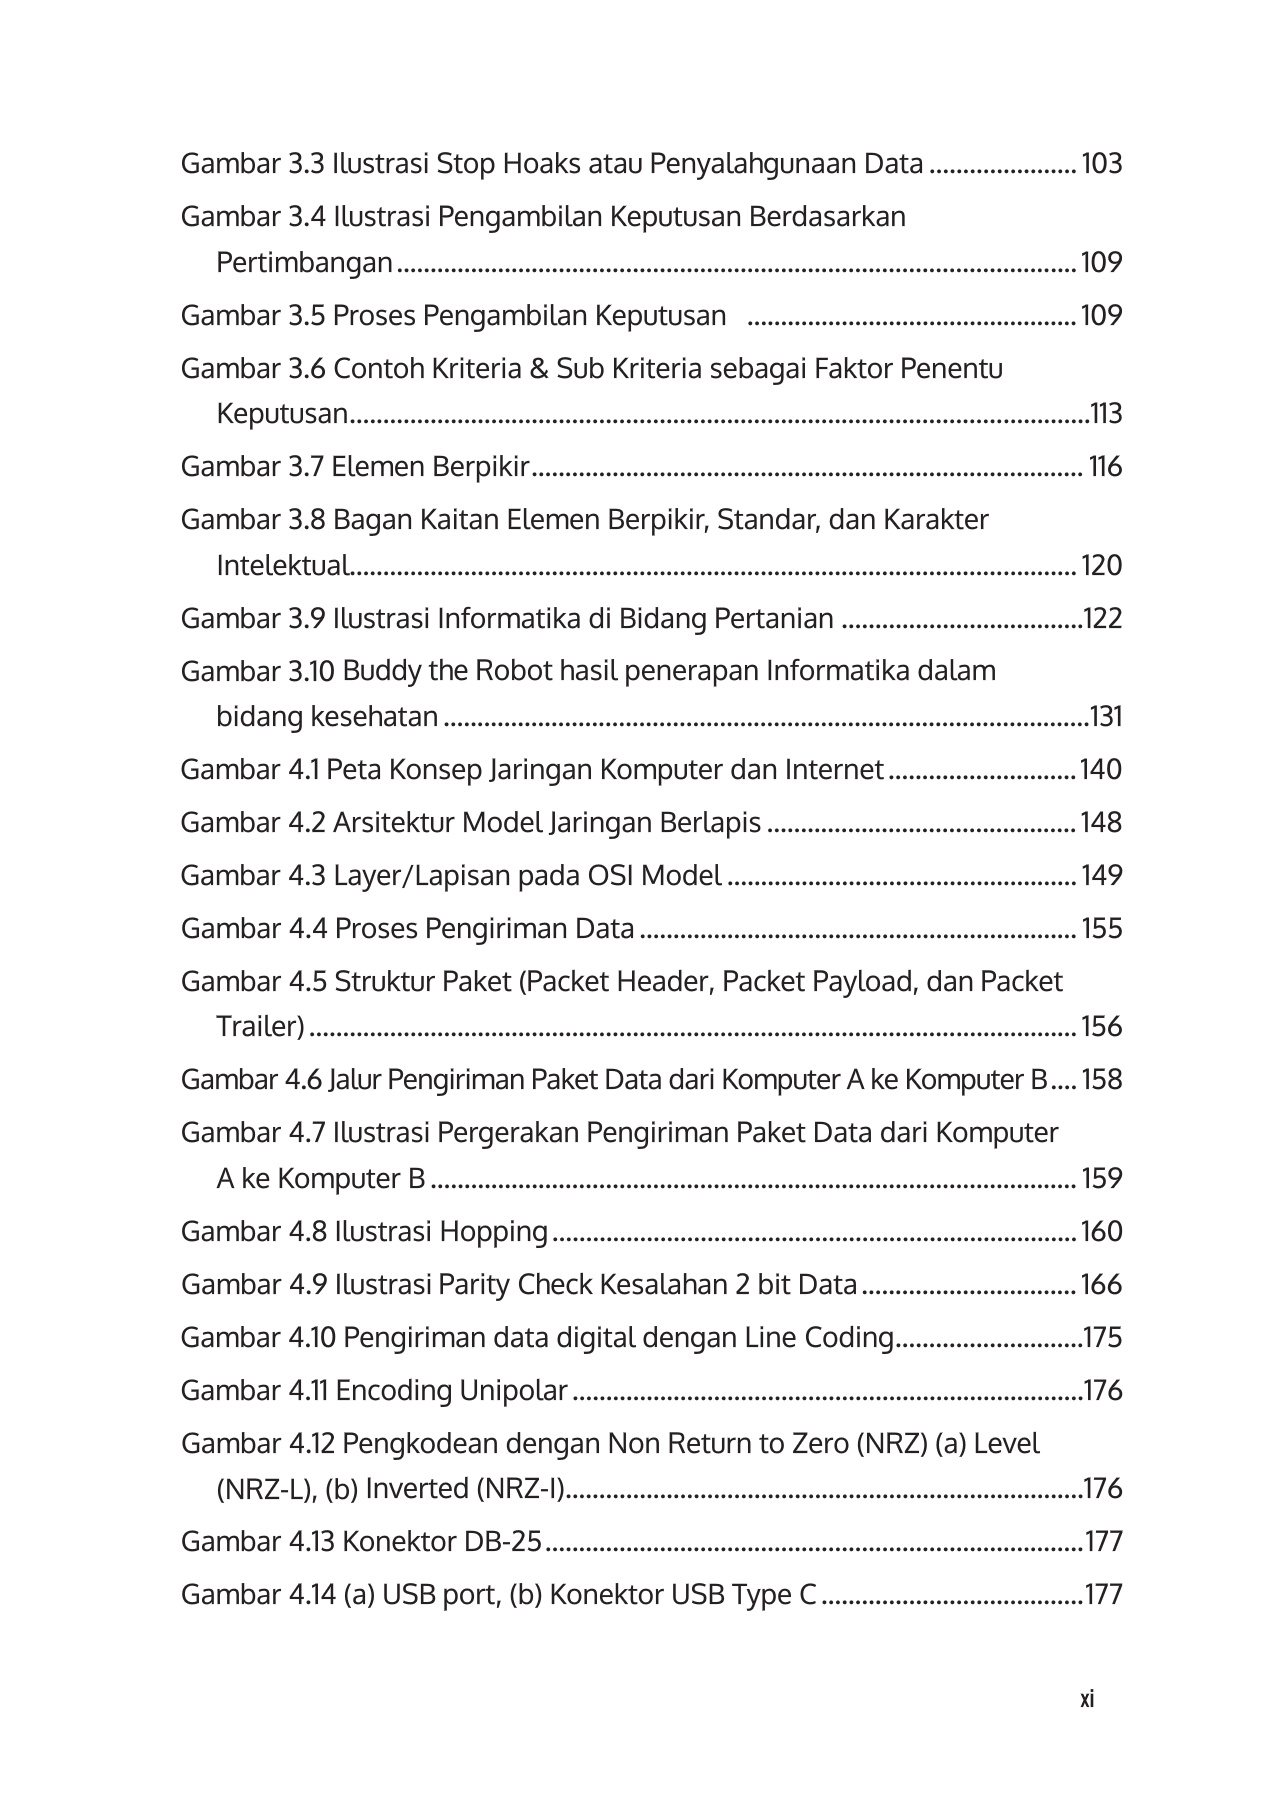 Gambar 3.3 Ilustrasi Stop Hoaks atau Penyalahgunaan Data ...................... 103
Gambar 3.4 Ilustrasi Pengambilan Keputusan Berdasarkan
Pertimbangan ..................................................................................................... 109
Gambar 3.5 Proses Pengambilan Keputusan ................................................. 109
Gambar 3.6 Contoh Kriteria & Sub Kriteria sebagai Faktor Penentu
Keputusan..............................................................................................................113
Gambar 3.7 Elemen Berpikir.................................................................................. 116
Gambar 3.8 Bagan Kaitan Elemen Berpikir, Standar, dan Karakter
Intelektual............................................................................................................ 120
Gambar 3.9 Ilustrasi Informatika di Bidang Pertanian ....................................122
Gambar 3.10 Buddy the Robot hasil penerapan Informatika dalam
bidang kesehatan ................................................................................................131
Gambar 4.1 Peta Konsep Jaringan Komputer dan Internet ............................ 140
Gambar 4.2 Arsitektur Model Jaringan Berlapis .............................................. 148
Gambar 4.3 Layer/Lapisan pada OSI Model .................................................... 149
Gambar 4.4 Proses Pengiriman Data ................................................................. 155
Gambar 4.5 Struktur Paket (Packet Header, Packet Payload, dan Packet
Trailer) .................................................................................................................. 156
Gambar 4.6 Jalur Pengiriman Paket Data dari Komputer A ke Komputer B .... 158
Gambar 4.7 Ilustrasi Pergerakan Pengiriman Paket Data dari Komputer
A ke Komputer B ................................................................................................ 159
Gambar 4.8 Ilustrasi Hopping .............................................................................. 160
Gambar 4.9 Ilustrasi Parity Check Kesalahan 2 bit Data ................................ 166
Gambar 4.10 Pengiriman data digital dengan Line Coding............................175
Gambar 4.11 Encoding Unipolar ............................................................................176
Gambar 4.12 Pengkodean dengan Non Return to Zero (NRZ) (a) Level
(NRZ-L), (b) Inverted (NRZ-I).............................................................................176
Gambar 4.13 Konektor DB-25 ................................................................................177
Gambar 4.14 (a) USB port, (b) Konektor USB Type C .......................................177
xi